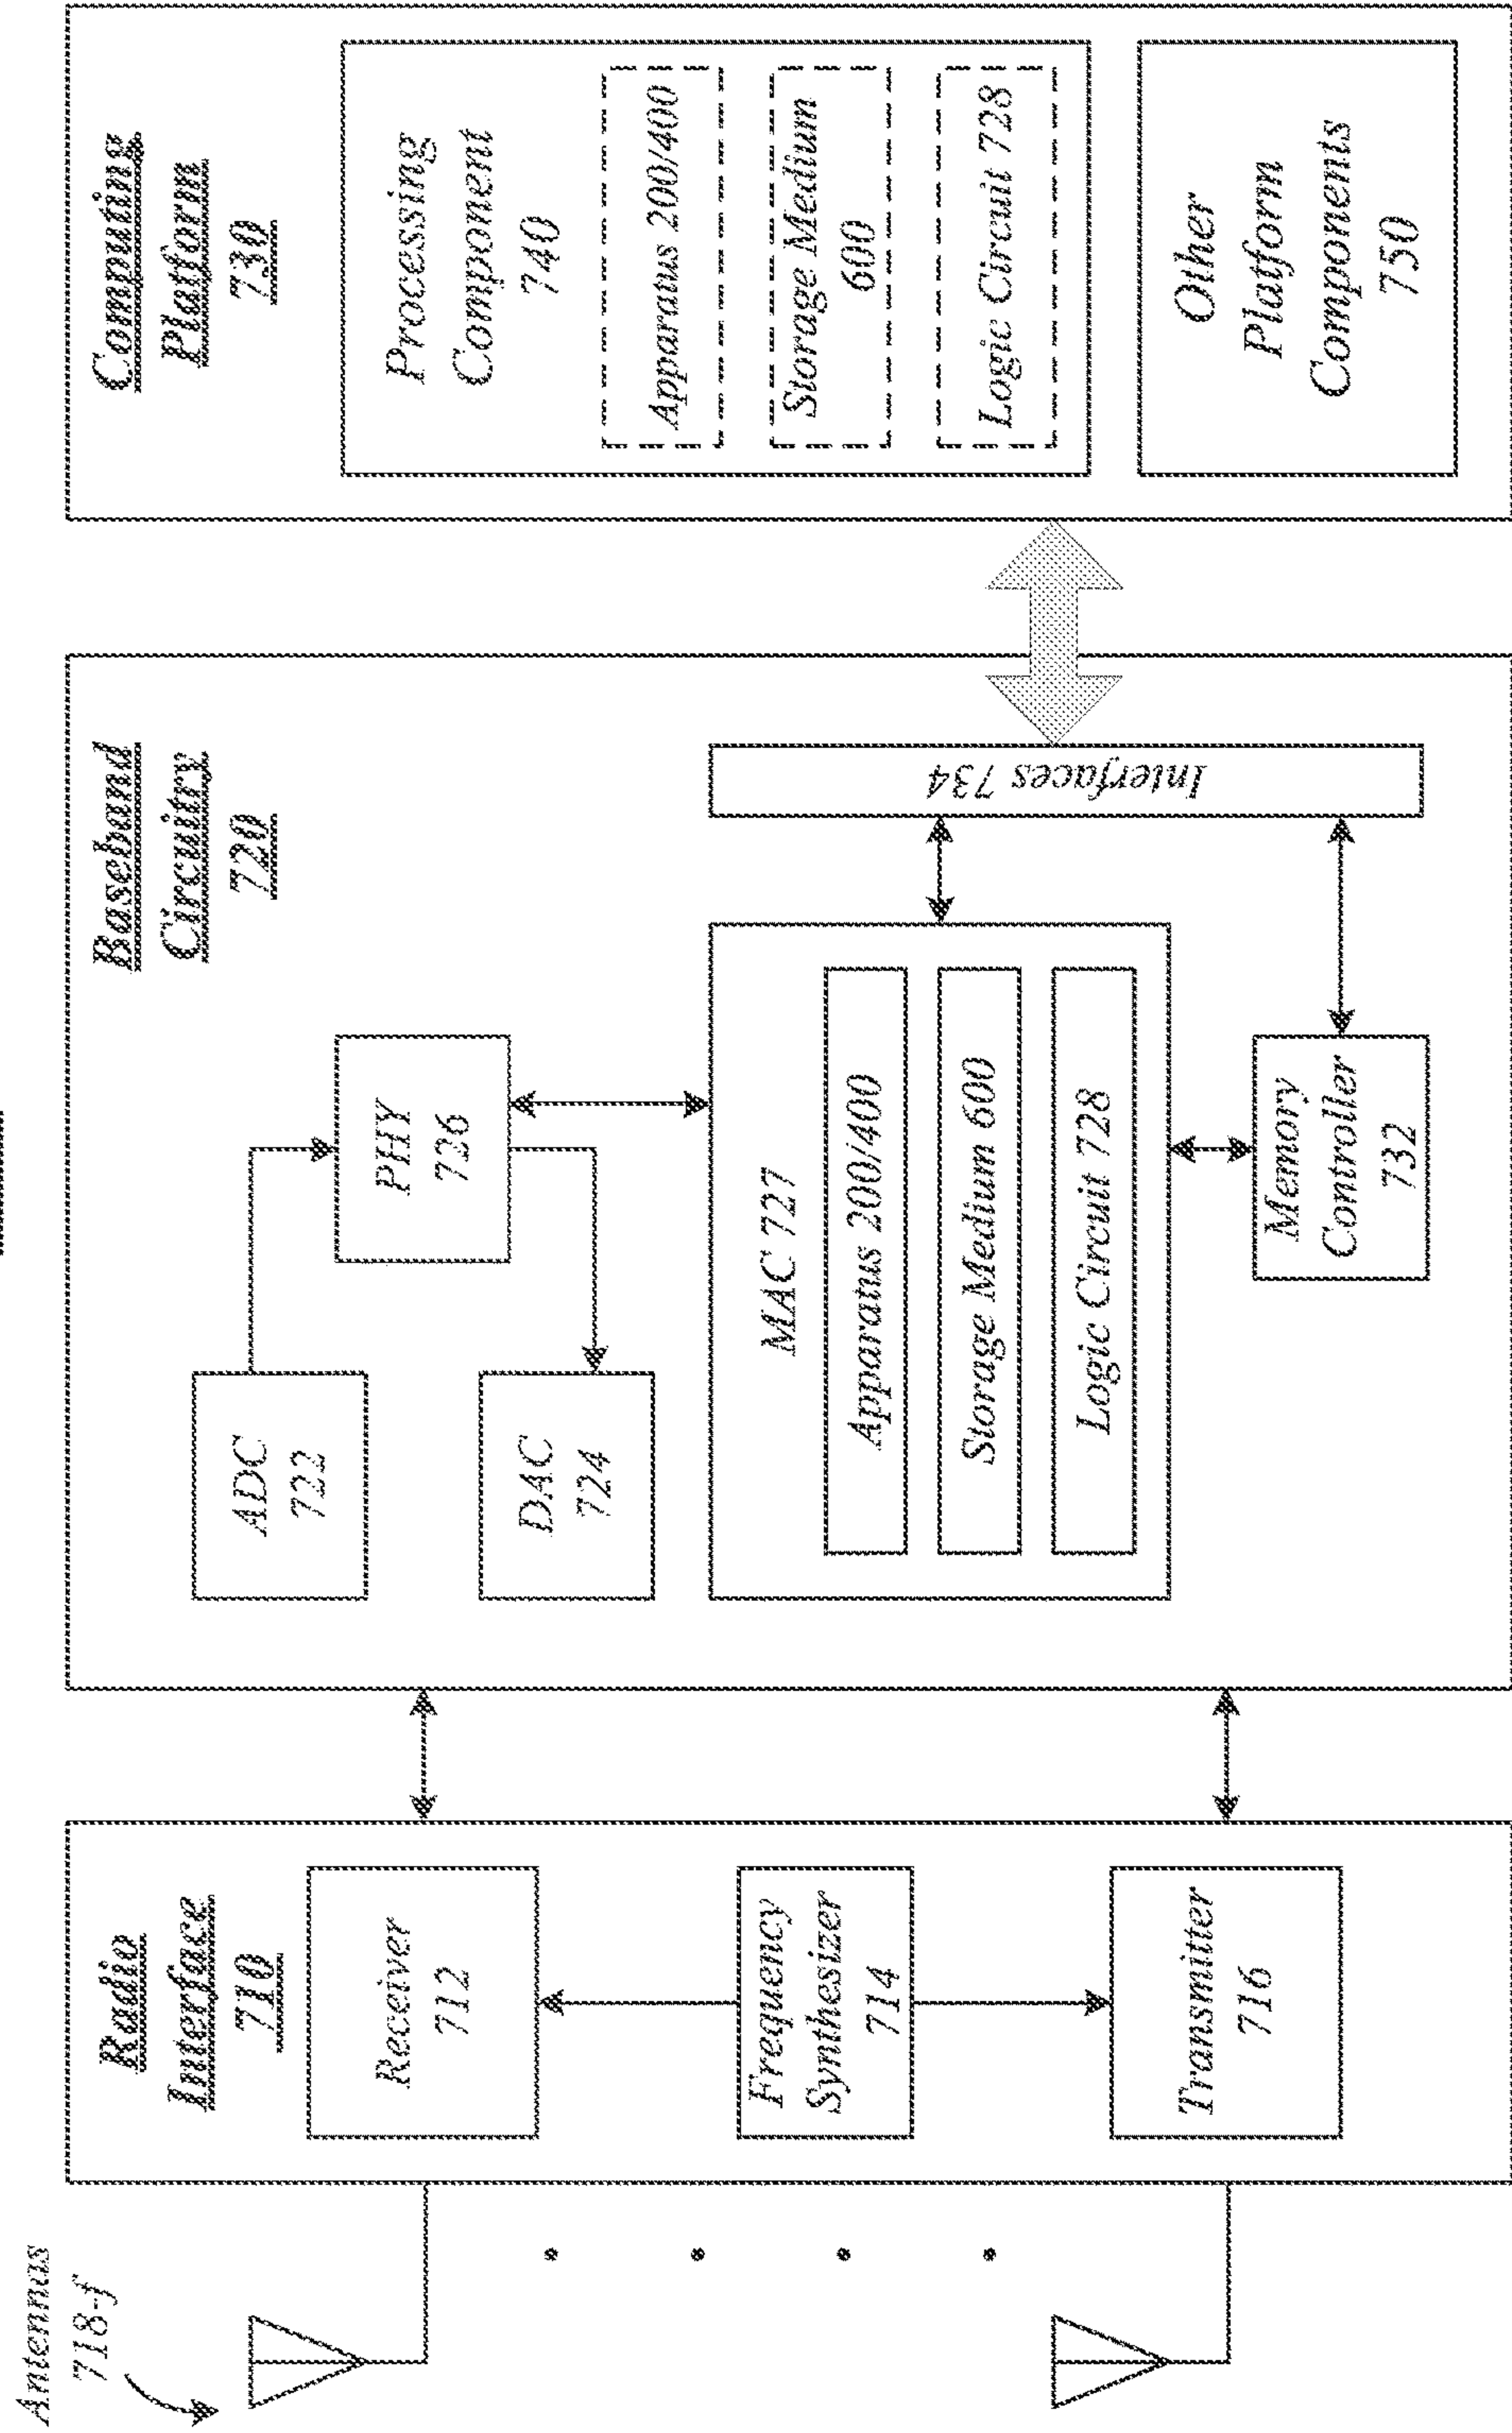 Antennas
718-f
Radio
Interface
710
Receiver
712
Frequency
Synthesizer
714
Transmitter
716
Baseband
Circuitry
720
ADC
722
DAC
724
PHY
726
MAC 727
Apparatus 200/400
Storage Medium 600
Logic Circuit 728
Memory
Controller
732
Interfaces 734
Computing
Platform
730
Processing
Component
740
Apparatus 200/400
Storage Medium
600
Logic Circuit 728
Other
Platform
Components
750